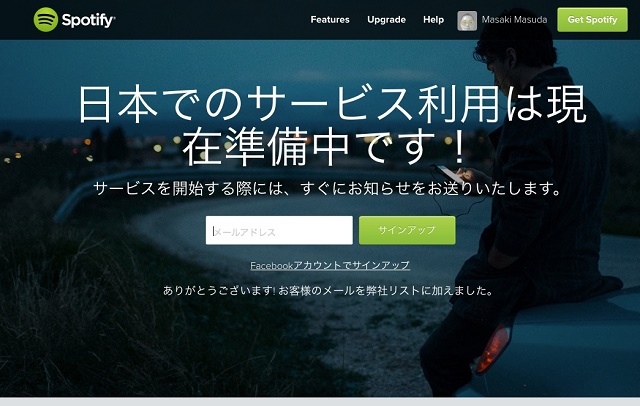 Spotify
Features Upgrade Help Masaki Masuda Get Spotify
日本でのサービス利用は現
在準備中です！
サービスを開始する際には、すぐにお知らせをお送りいたします。
メールアドレス サインアップ
Facebookアカウントでサインアップ
ありがとうございます! お客様のメールを弊社リストに加えました。